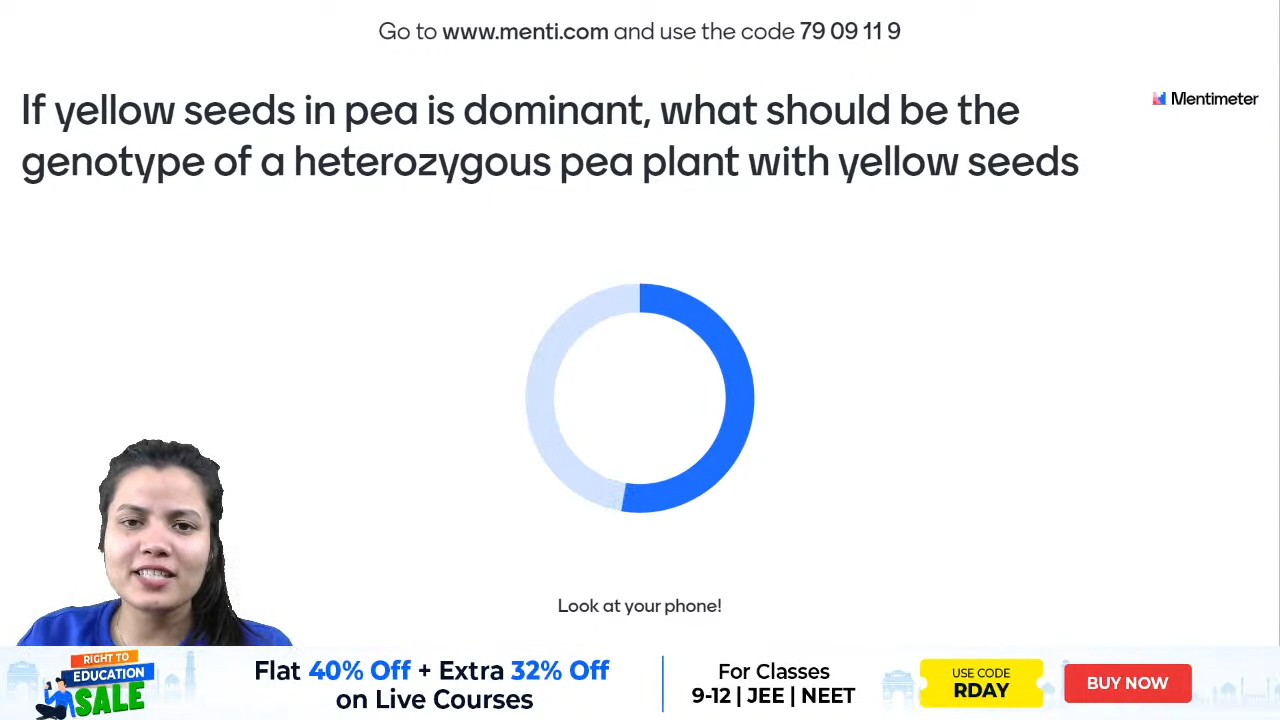 Go to www.menti.com and use the code 79 09 11 9
If yellow seeds in pea is dominant, what should be the
genotype of a heterozygous pea plant with yellow seeds
Mentimeter
Look at your phone!
RIGHT TO
EDUCATION
SALE
Flat 40% Off + Extra 32% Off
on Live Courses
For Classes
9-12 | JEE | NEET
USE CODE
RDAY
BUY NOW